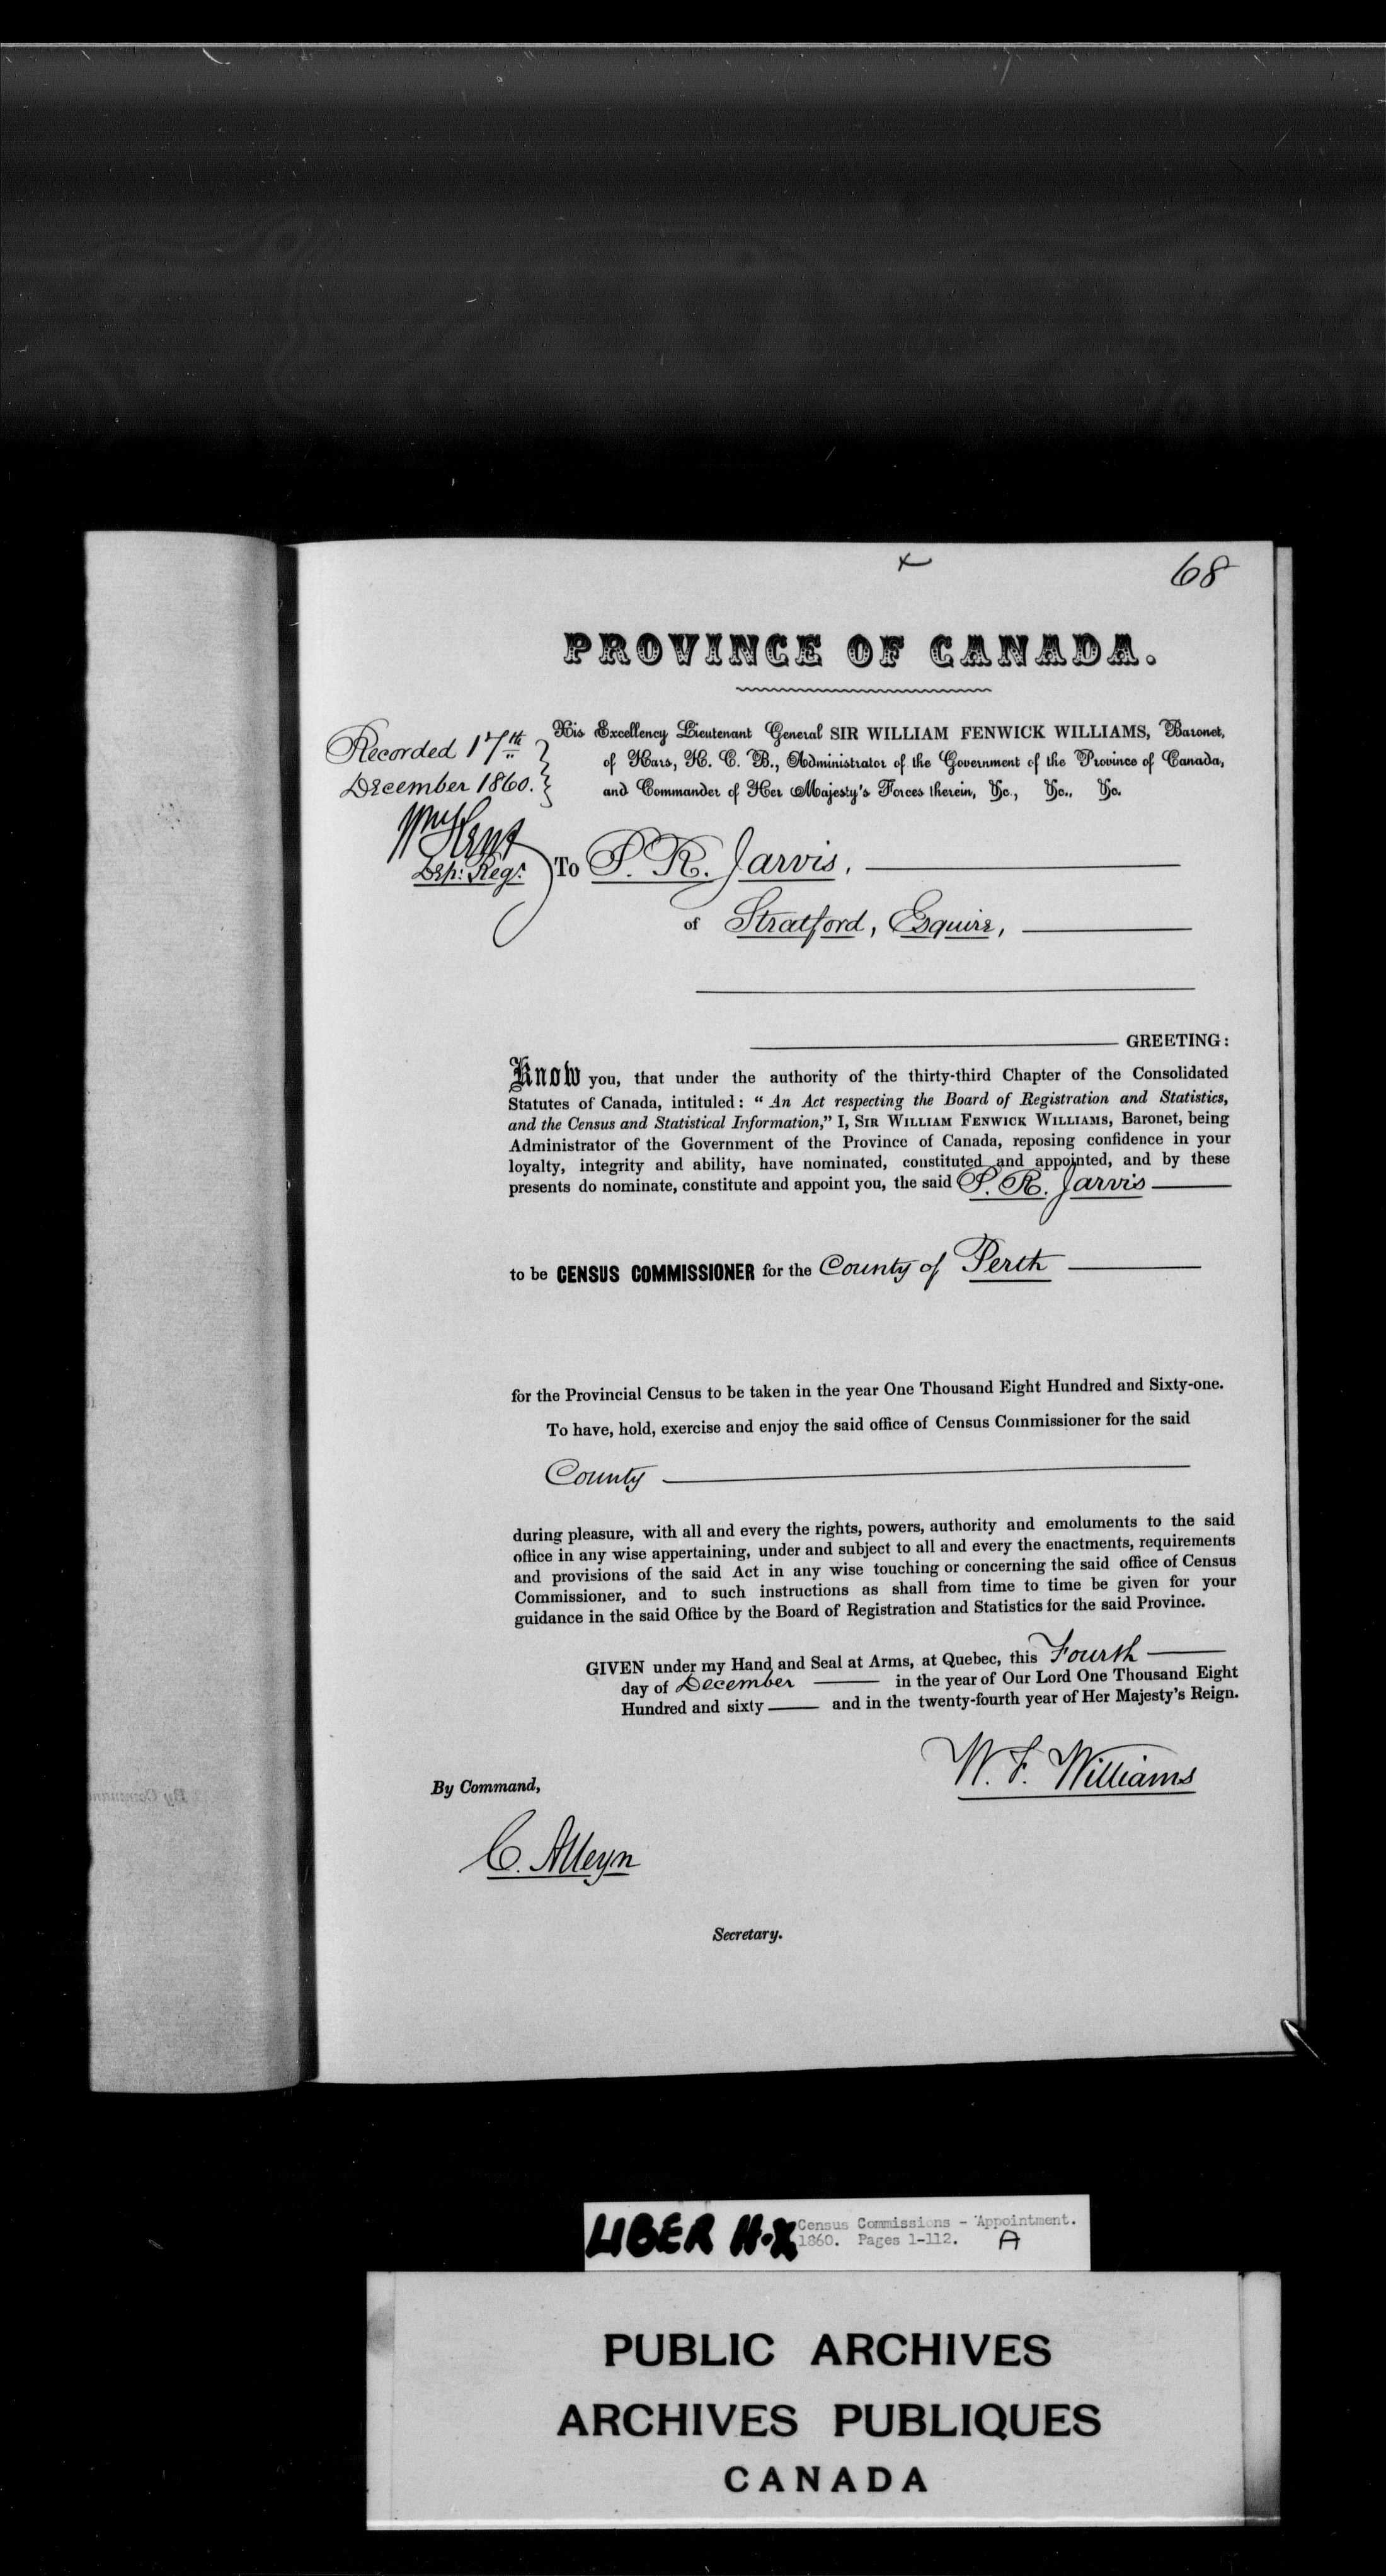 x
68
PROVINCE OF CANADA.
Recorded 17th
December 1860.
Wm Kent
Dep: Regr
His Excellency Lieutenant General SIR WILLIAM FENWICK WILLIAMS, Baronet,
of Kars, K. C. B., Administrator of the Government of the Province of Canada,
and Commander of Her Majesty's Forces therein, &c., &c., &c.
To P. R. Jarvis,
of Stratford, Esquire,
GREETING:
Know you, that under the authority of the thirty-third Chapter of the Consolidated
Statutes of Canada, intituled: "An Act respecting the Board of Registration and Statistics,
and the Census and Statistical Information," I, SIR WILLIAM FENWICK WILLIAMS, Baronet, being
Administrator of the Government of the Province of Canada, reposing confidence in your
loyalty, integrity and ability, have nominated, constituted and appointed, and by these
presents do nominate, constitute and appoint you, the said P. R. Jarvis
to be CENSUS COMMISSIONER for the County of Perth
for the Provincial Census to be taken in the year One Thousand Eight Hundred and Sixty-one.
To have, hold, exercise and enjoy the said office of Census Commissioner for the said
County
during pleasure, with all and every the rights, powers, authority and emoluments to the said
office in any wise appertaining, under and subject to all and every the enactments, requirements
and provisions of the said Act in any wise touching or concerning the said office of Census
Commissioner, and to such instructions as shall from time to time be given for your
guidance in the said Office by the Board of Registration and Statistics for the said Province.
GIVEN under my Hand and Seal at Arms, at Quebec, this Fourth
day of December in the year of Our Lord One Thousand Eight
Hundred and sixty and in the twenty-fourth year of Her Majesty's Reign.
W. F. Williams
By Command,
C. Alleyn
Secretary.
LIBER H-X
Census Commissions - Appointment.
1860. Pages 1-112. A
PUBLIC ARCHIVES
ARCHIVES PUBLIQUES
CANADA